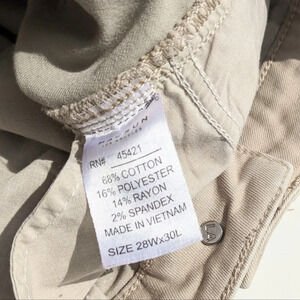 RN# 45421
68% COTTON
16% POLYESTER
14% RAYON
2% SPANDEX
MADE IN VIETNAM
SIZE 28Wx30L